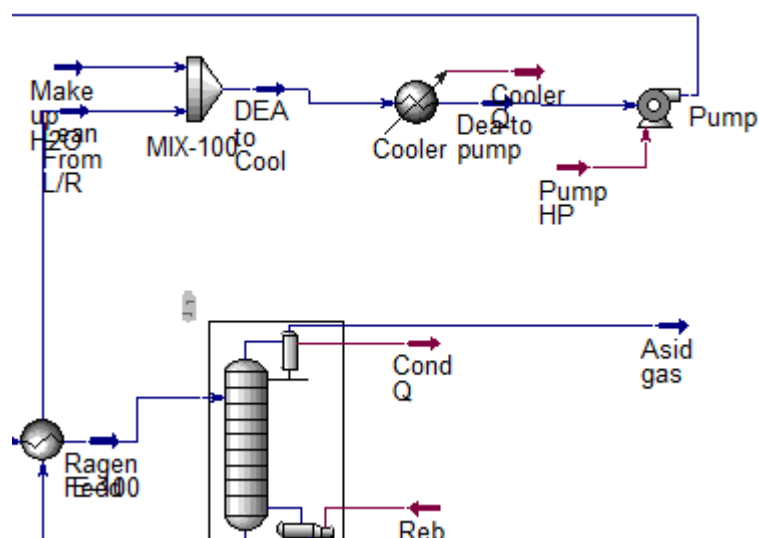 Make
up
H2O
Lean
From
L/R
MIX-100
DEA
to
Cool
Cooler
Cooler
Q
Dea to
pump
Pump
Pump
HP
Asid
gas
Cond
Q
Ragen
Feed
E-100
Reb